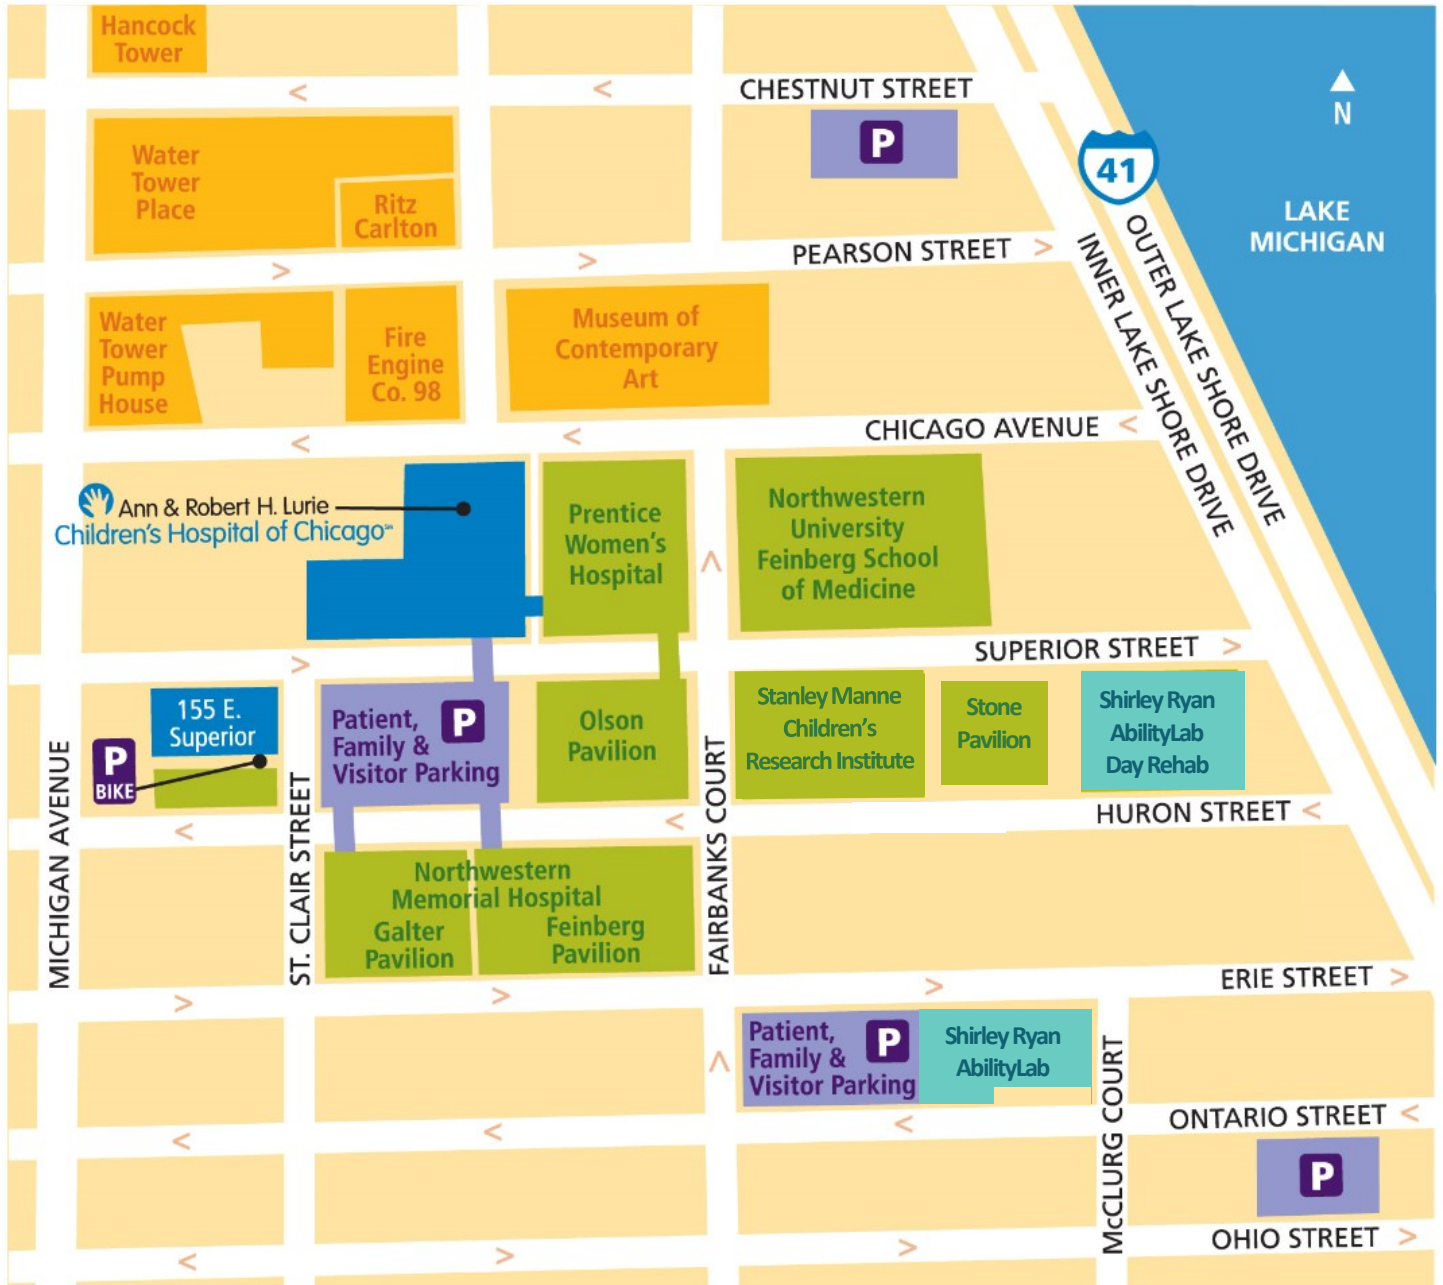 Hancock
Tower
CHESTNUT STREET
P
N
41
LAKE
MICHIGAN
Water
Tower
Place
Ritz
Carlton
PEARSON STREET
OUTER LAKE SHORE DRIVE
INNER LAKE SHORE DRIVE
Water
Tower
Pump
House
Fire
Engine
Co. 98
Museum of
Contemporary
Art
CHICAGO AVENUE
Ann & Robert H. Lurie
Children's Hospital of Chicago℠
Prentice
Women's
Hospital
Northwestern
University
Feinberg School
of Medicine
SUPERIOR STREET
155 E.
Superior
P
BIKE
Patient,
Family &
Visitor Parking
P
Olson
Pavilion
Stanley Manne
Children's
Research Institute
Stone
Pavilion
Shirley Ryan
AbilityLab
Day Rehab
HURON STREET
MICHIGAN AVENUE
ST. CLAIR STREET
FAIRBANKS COURT
Northwestern
Memorial Hospital
Galter
Pavilion
Feinberg
Pavilion
ERIE STREET
Patient,
Family &
Visitor Parking
P
Shirley Ryan
AbilityLab
McCLURG COURT
ONTARIO STREET
P
OHIO STREET